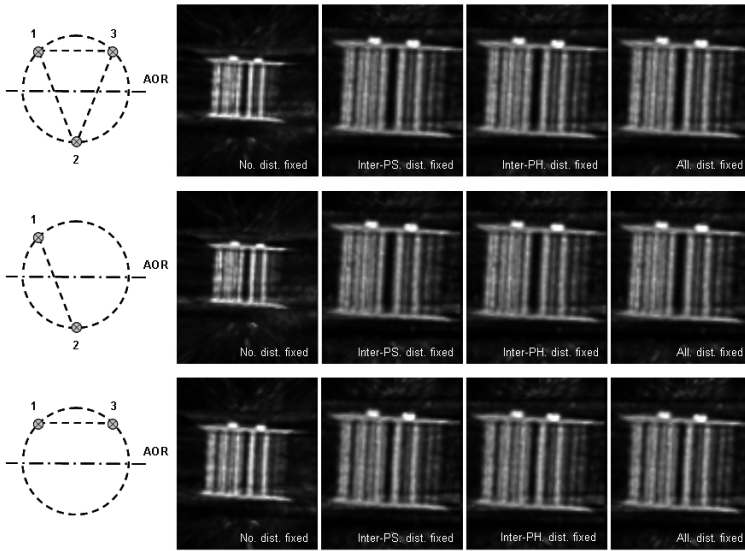 1 3
AOR
2
No. dist. fixed Inter-PS. dist. fixed Inter-PH. dist. fixed All. dist. fixed
1
AOR
2
No. dist. fixed Inter-PS. dist. fixed Inter-PH. dist. fixed All. dist. fixed
1 3
AOR
No. dist. fixed Inter-PS. dist. fixed Inter-PH. dist. fixed All. dist. fixed